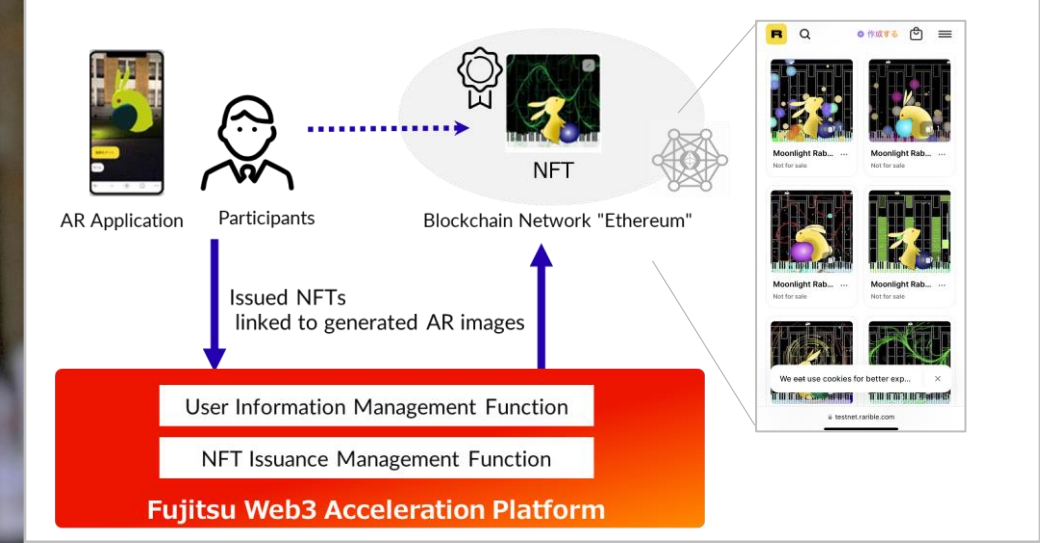 AR Application
Participants
NFT
Blockchain Network "Ethereum"
Issued NFTs
linked to generated AR images
User Information Management Function
NFT Issuance Management Function
Fujitsu Web3 Acceleration Platform
R
作成する
Moonlight Rab... ...
Not for sale
Moonlight Rab... ...
Not for sale
Moonlight Rab... ...
Not for sale
Moonlight Rab... ...
Not for sale
We eat use cookies for better exp...
testnet.rarible.com